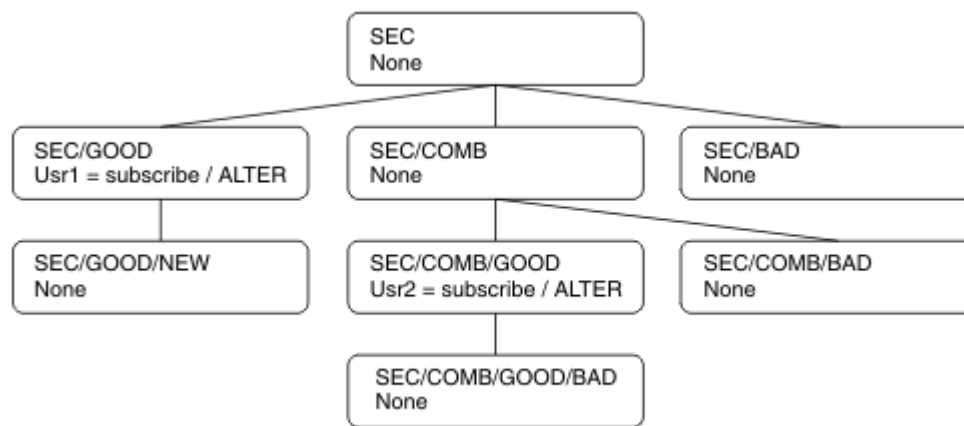 SEC
None
SEC/GOOD
Usr1 = subscribe / ALTER
SEC/COMB
None
SEC/BAD
None
SEC/GOOD/NEW
None
SEC/COMB/GOOD
Usr2 = subscribe / ALTER
SEC/COMB/BAD
None
SEC/COMB/GOOD/BAD
None